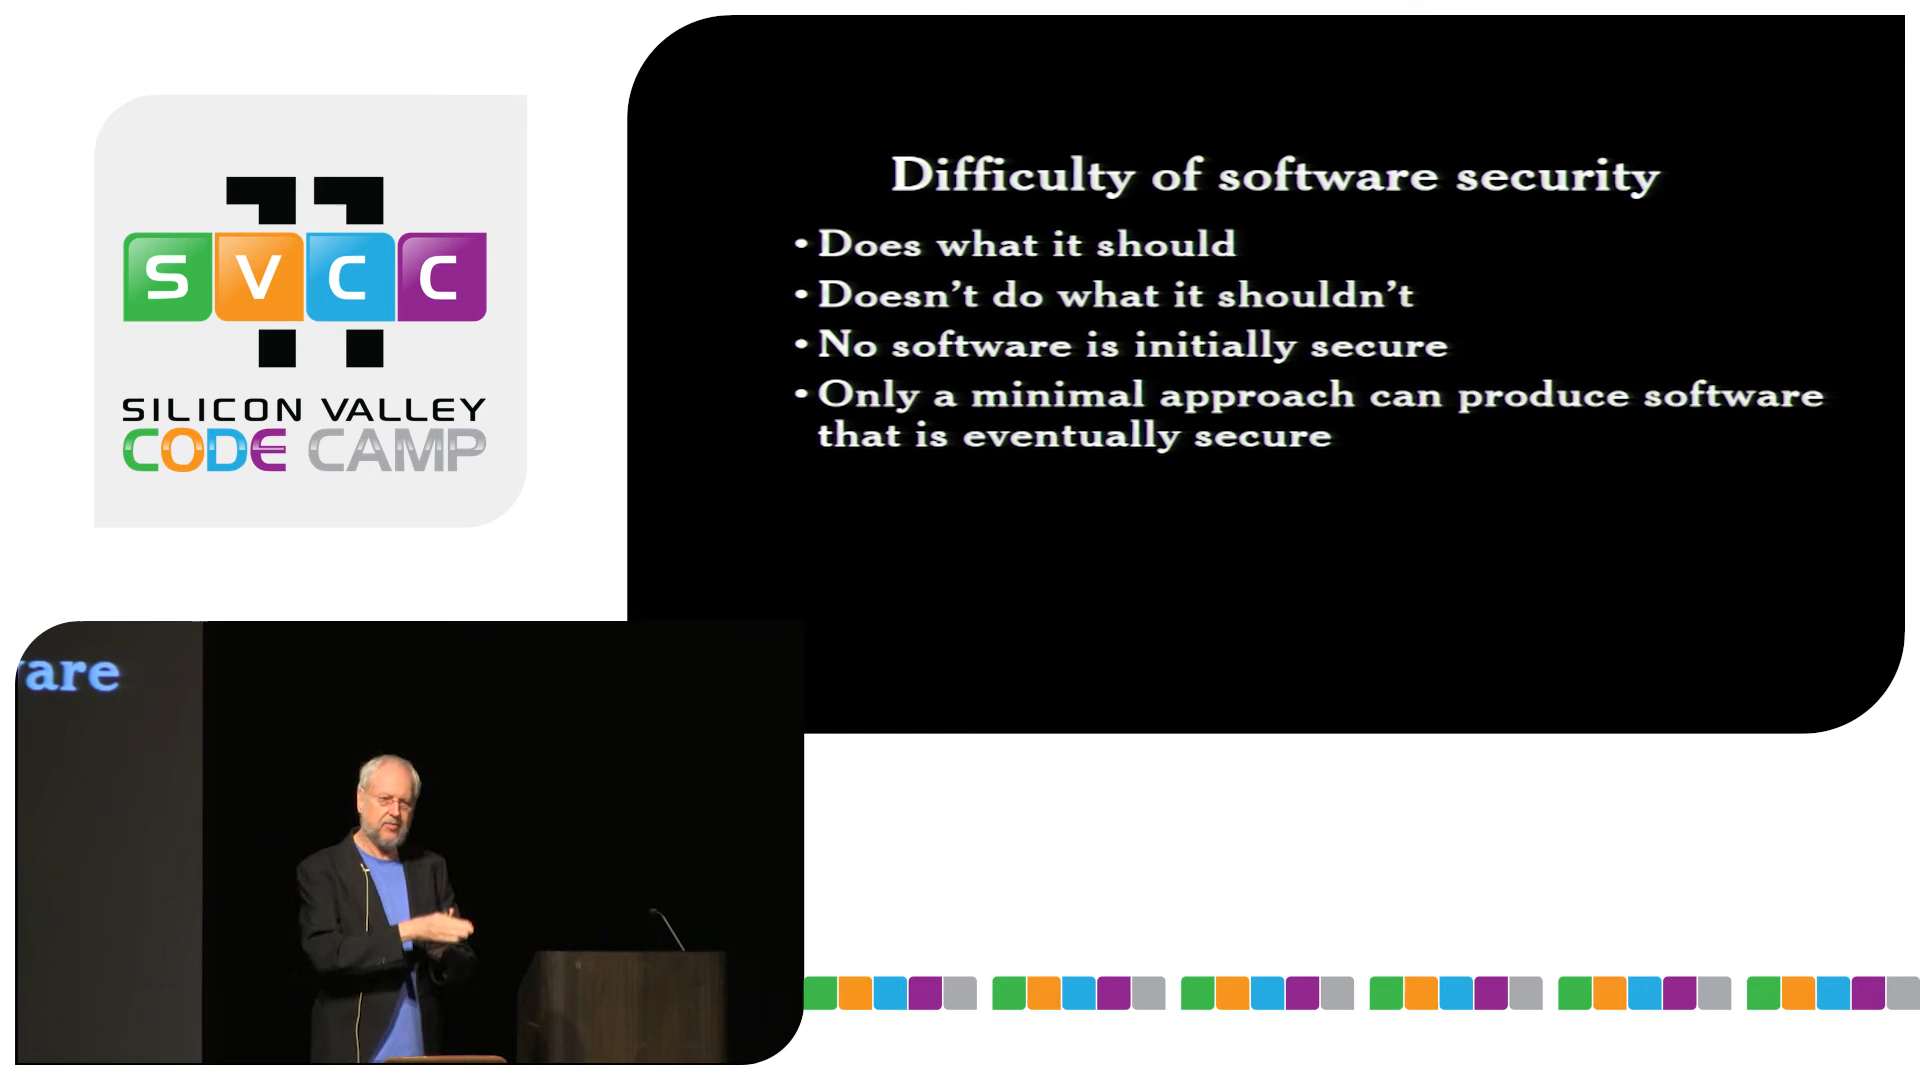 SVCC
SILICON VALLEY
CODE CAMP
Difficulty of software security
• Does what it should
• Doesn’t do what it shouldn’t
• No software is initially secure
• Only a minimal approach can produce software
that is eventually secure
are